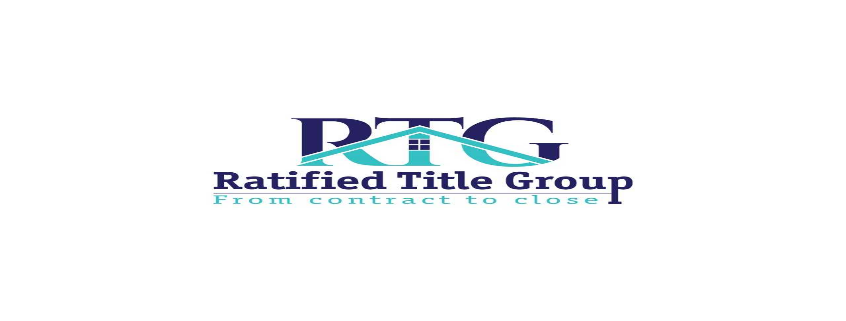 RTG
Ratified Title Group
From contract to close